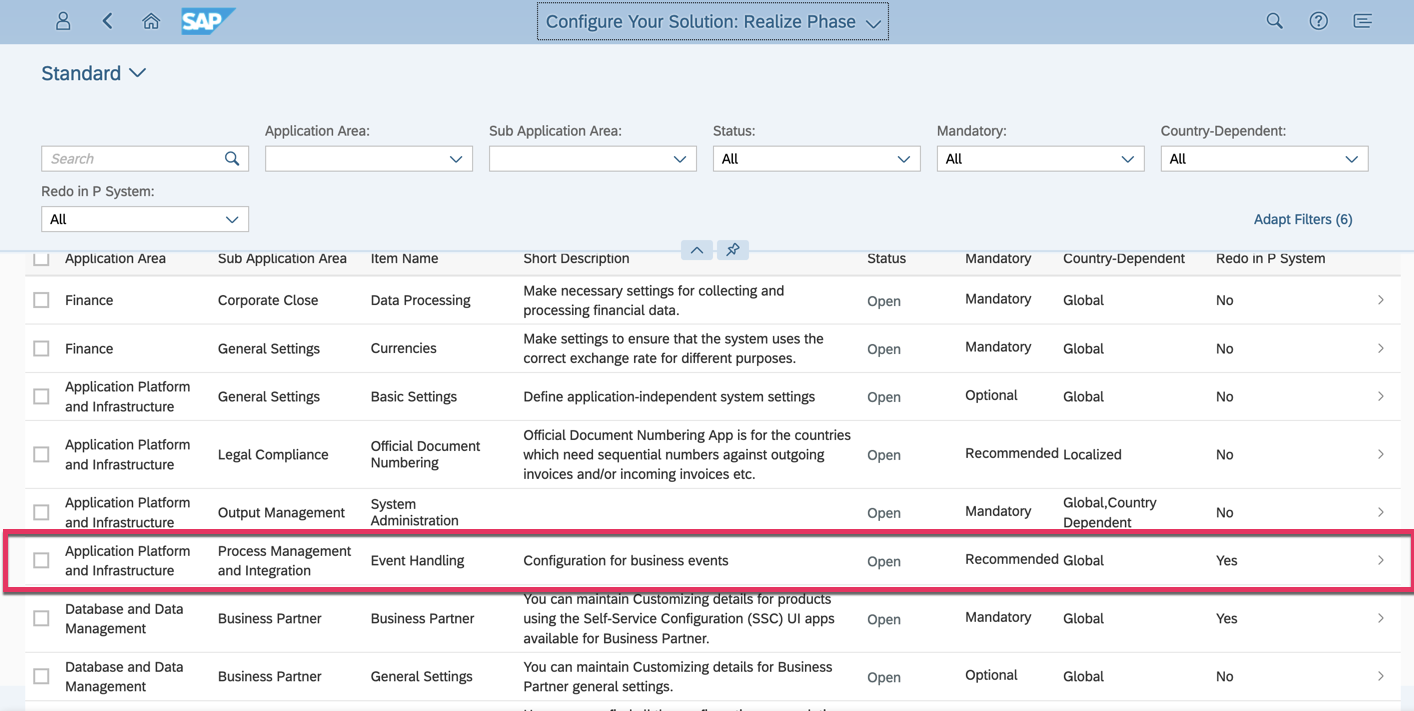 SAP
Configure Your Solution: Realize Phase
Standard
Application Area:
Sub Application Area:
Status:
Mandatory:
Country-Dependent:
Search
All
All
All
Redo in P System:
All
Adapt Filters (6)
Application Area Sub Application Area Item Name Short Description Status Mandatory Country-Dependent Redo in P System
Finance Corporate Close Data Processing Make necessary settings for collecting and
processing financial data. Open Mandatory Global No
Finance General Settings Currencies Make settings to ensure that the system uses the
correct exchange rate for different purposes. Open Mandatory Global No
Application Platform
and Infrastructure General Settings Basic Settings Define application-independent system settings Open Optional Global No
Application Platform
and Infrastructure Legal Compliance Official Document
Numbering Official Document Numbering App is for the countries
which need sequential numbers against outgoing
invoices and/or incoming invoices etc. Open Recommended Localized No
Application Platform
and Infrastructure Output Management System
Administration Open Mandatory Global,Country
Dependent No
Application Platform
and Infrastructure Process Management
and Integration Event Handling Configuration for business events Open Recommended Global Yes
Database and Data
Management Business Partner Business Partner You can maintain Customizing details for products
using the Self-Service Configuration (SSC) UI apps
available for Business Partner. Open Mandatory Global Yes
Database and Data
Management Business Partner General Settings You can maintain Customizing details for Business
Partner general settings. Open Optional Global No